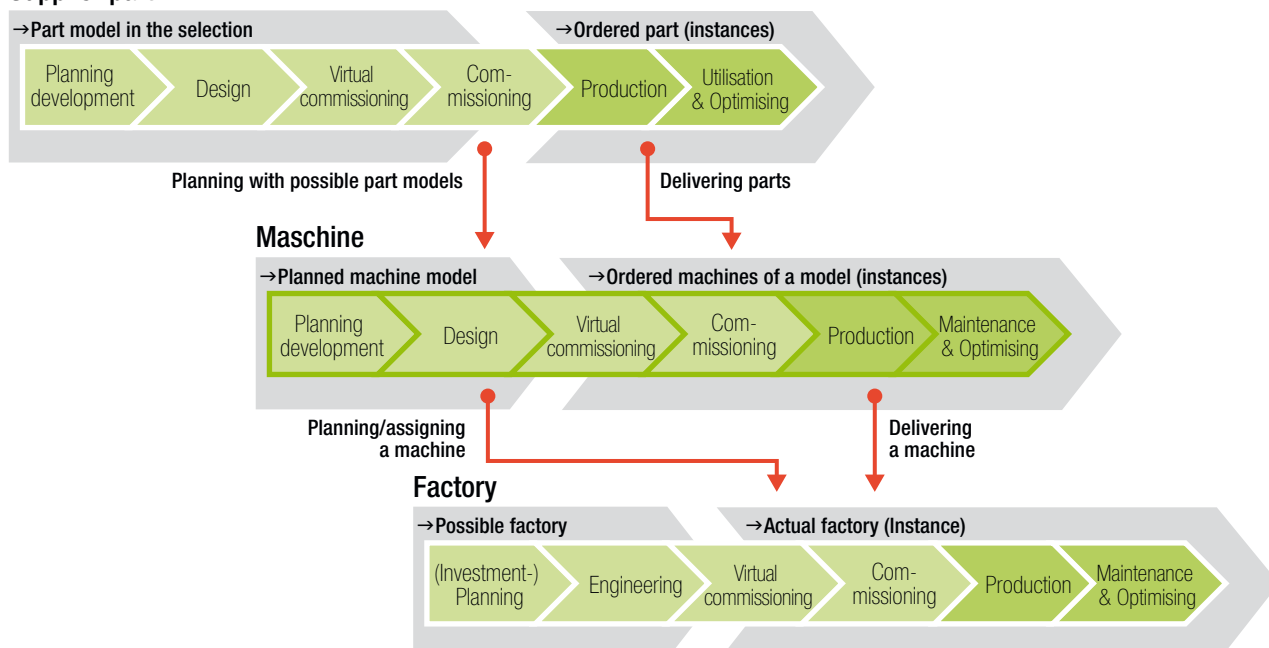 →Part model in the selection
→Ordered part (instances)
Planning
development
Design
Virtual
commissioning
Com-
missioning
Production
Utilisation
& Optimising
Planning with possible part models
Delivering parts
Maschine
→Planned machine model
→Ordered machines of a model (instances)
Planning
development
Design
Virtual
commissioning
Com-
missioning
Production
Maintenance
& Optimising
Planning/assigning
a machine
Delivering
a machine
Factory
→Possible factory
→Actual factory (Instance)
(Investment-)
Planning
Engineering
Virtual
commissioning
Com-
missioning
Production
Maintenance
& Optimising